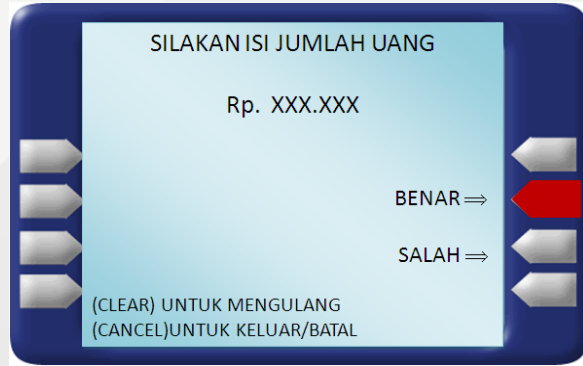 SILAKAN ISI JUMLAH UANG
Rp. XXX.XXX
BENAR ⇒
SALAH ⇒
(CLEAR) UNTUK MENGULANG
(CANCEL)UNTUK KELUAR/BATAL